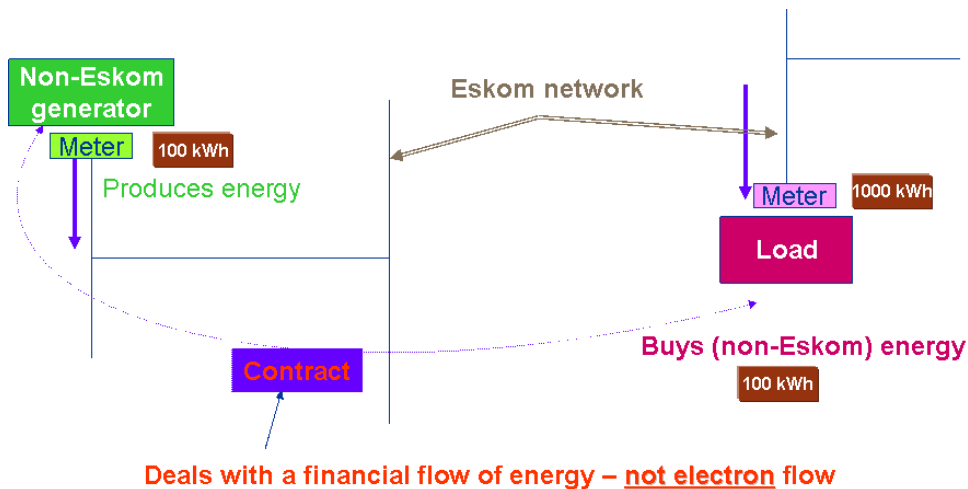 Non-Eskom
generator
Meter
100 kWh
Produces energy
Eskom network
Meter
1000 kWh
Load
Buys (non-Eskom) energy
100 kWh
Contract
Deals with a financial flow of energy – not electron flow